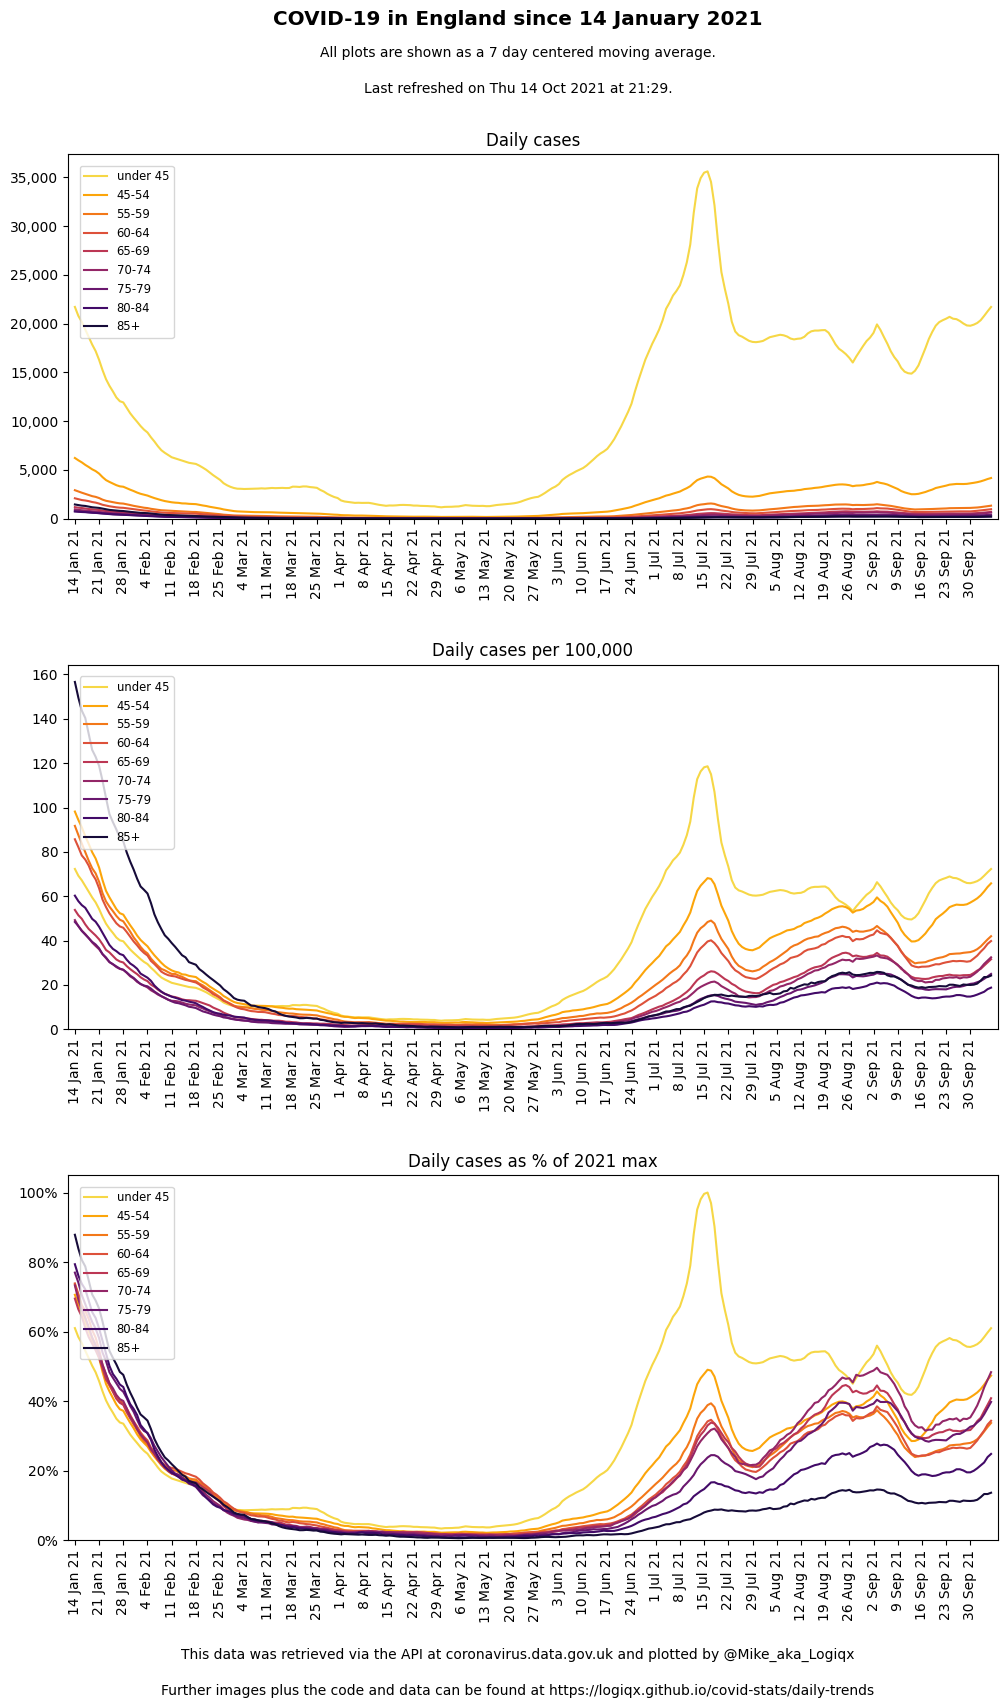 COVID-19 in England since 14 January 2021
All plots are shown as a 7 day centered moving average.
Last refreshed on Thu 14 Oct 2021 at 21:29.
Daily cases
35,000
30,000
25,000
20,000
15,000
10,000
5,000
0
under 45
45-54
55-59
60-64
65-69
70-74
75-79
80-84
85+
14 Jan 21
21 Jan 21
28 Jan 21
4 Feb 21
11 Feb 21
18 Feb 21
25 Feb 21
4 Mar 21
11 Mar 21
18 Mar 21
25 Mar 21
1 Apr 21
8 Apr 21
15 Apr 21
22 Apr 21
29 Apr 21
6 May 21
13 May 21
20 May 21
27 May 21
3 Jun 21
10 Jun 21
17 Jun 21
24 Jun 21
1 Jul 21
8 Jul 21
15 Jul 21
22 Jul 21
29 Jul 21
5 Aug 21
12 Aug 21
19 Aug 21
26 Aug 21
2 Sep 21
9 Sep 21
16 Sep 21
23 Sep 21
30 Sep 21
Daily cases per 100,000
160
140
120
100
80
60
40
20
0
under 45
45-54
55-59
60-64
65-69
70-74
75-79
80-84
85+
14 Jan 21
21 Jan 21
28 Jan 21
4 Feb 21
11 Feb 21
18 Feb 21
25 Feb 21
4 Mar 21
11 Mar 21
18 Mar 21
25 Mar 21
1 Apr 21
8 Apr 21
15 Apr 21
22 Apr 21
29 Apr 21
6 May 21
13 May 21
20 May 21
27 May 21
3 Jun 21
10 Jun 21
17 Jun 21
24 Jun 21
1 Jul 21
8 Jul 21
15 Jul 21
22 Jul 21
29 Jul 21
5 Aug 21
12 Aug 21
19 Aug 21
26 Aug 21
2 Sep 21
9 Sep 21
16 Sep 21
23 Sep 21
30 Sep 21
Daily cases as % of 2021 max
100%
80%
60%
40%
20%
0%
under 45
45-54
55-59
60-64
65-69
70-74
75-79
80-84
85+
14 Jan 21
21 Jan 21
28 Jan 21
4 Feb 21
11 Feb 21
18 Feb 21
25 Feb 21
4 Mar 21
11 Mar 21
18 Mar 21
25 Mar 21
1 Apr 21
8 Apr 21
15 Apr 21
22 Apr 21
29 Apr 21
6 May 21
13 May 21
20 May 21
27 May 21
3 Jun 21
10 Jun 21
17 Jun 21
24 Jun 21
1 Jul 21
8 Jul 21
15 Jul 21
22 Jul 21
29 Jul 21
5 Aug 21
12 Aug 21
19 Aug 21
26 Aug 21
2 Sep 21
9 Sep 21
16 Sep 21
23 Sep 21
30 Sep 21
This data was retrieved via the API at coronavirus.data.gov.uk and plotted by @Mike_aka_Logiqx
Further images plus the code and data can be found at https://logiqx.github.io/covid-stats/daily-trends